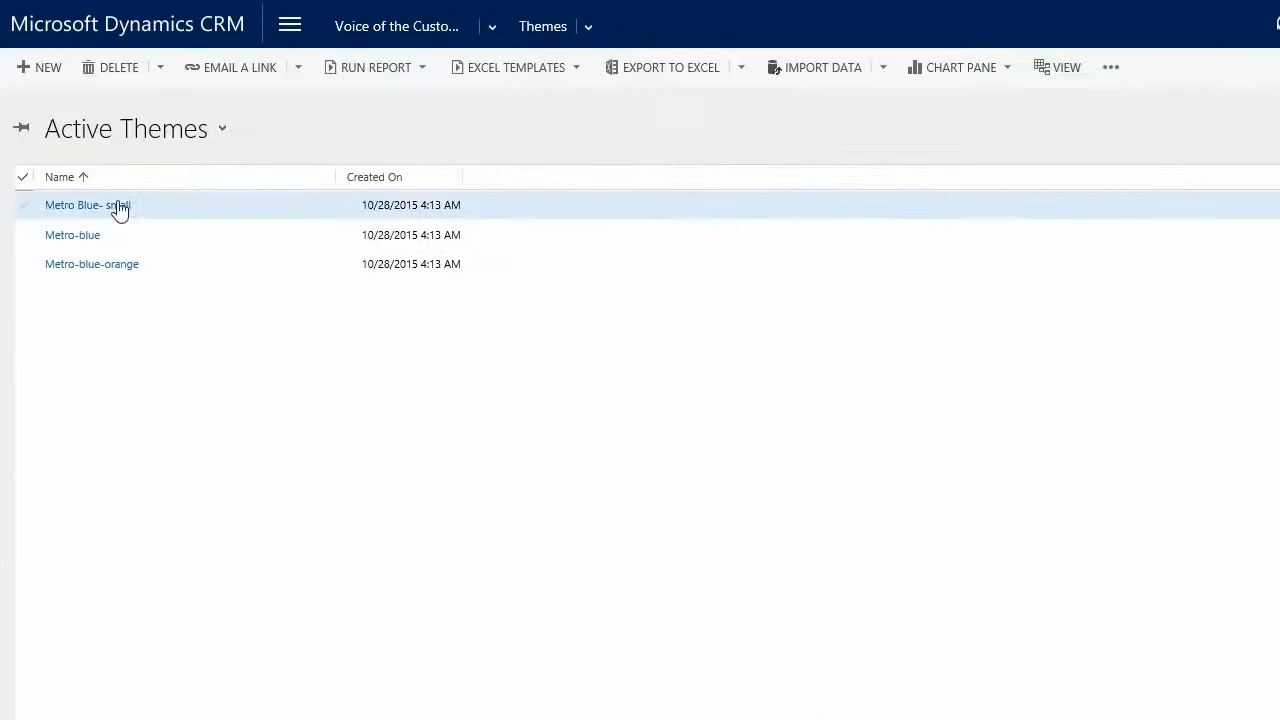 Microsoft Dynamics CRM Voice of the Custo... Themes
NEW DELETE EMAIL A LINK RUN REPORT EXCEL TEMPLATES EXPORT TO EXCEL IMPORT DATA CHART PANE VIEW •••
Active Themes
Name Created On
Metro Blue- small 10/28/2015 4:13 AM
Metro-blue 10/28/2015 4:13 AM
Metro-blue-orange 10/28/2015 4:13 AM